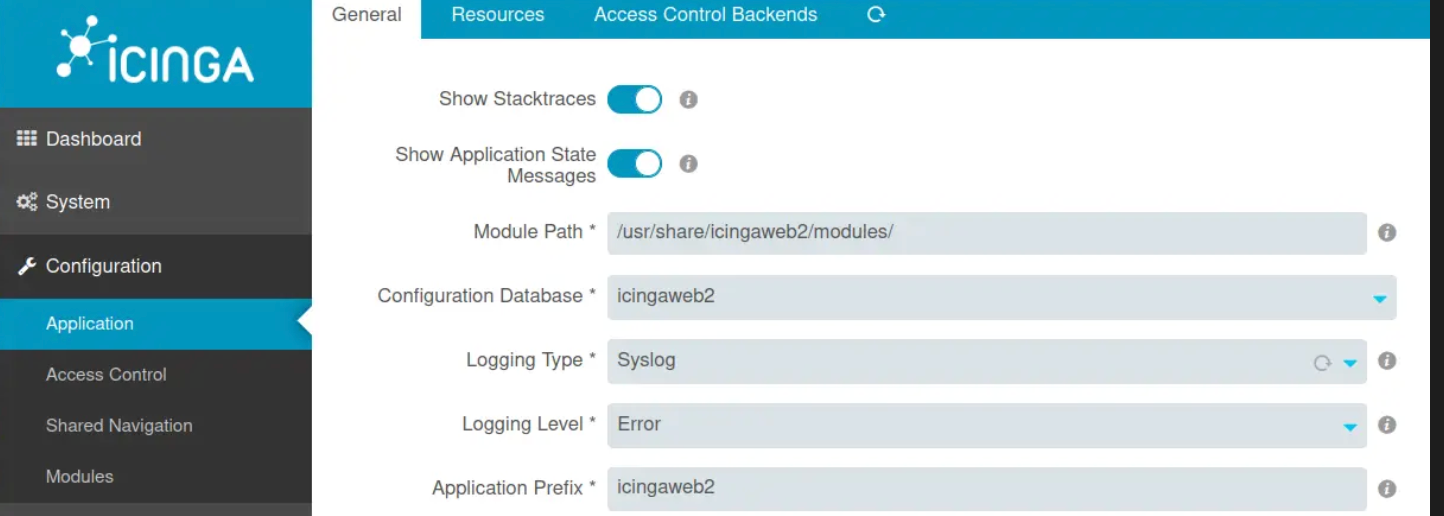 ICINGA
Dashboard
System
Configuration
Application
Access Control
Shared Navigation
Modules
General Resources Access Control Backends
Show Stacktraces
Show Application State
Messages
Module Path * /usr/share/icingaweb2/modules/
Configuration Database * icingaweb2
Logging Type * Syslog
Logging Level * Error
Application Prefix * icingaweb2